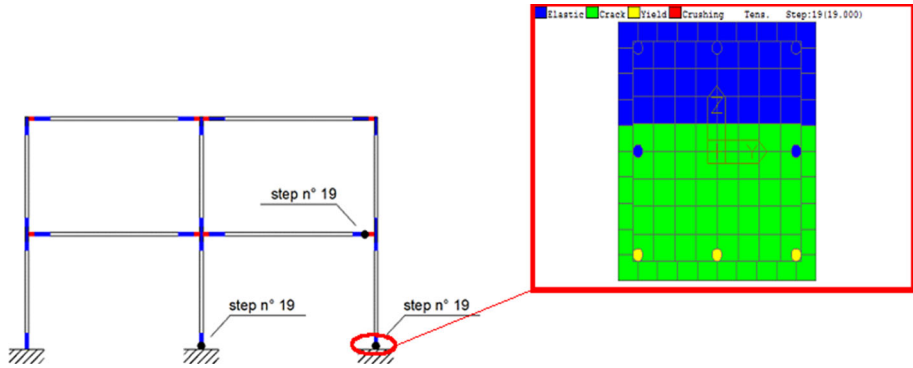 Elastic Crack Yield Crushing Tens. Step:19(19.000)
Z
Y
step n° 19
step n° 19
step n° 19